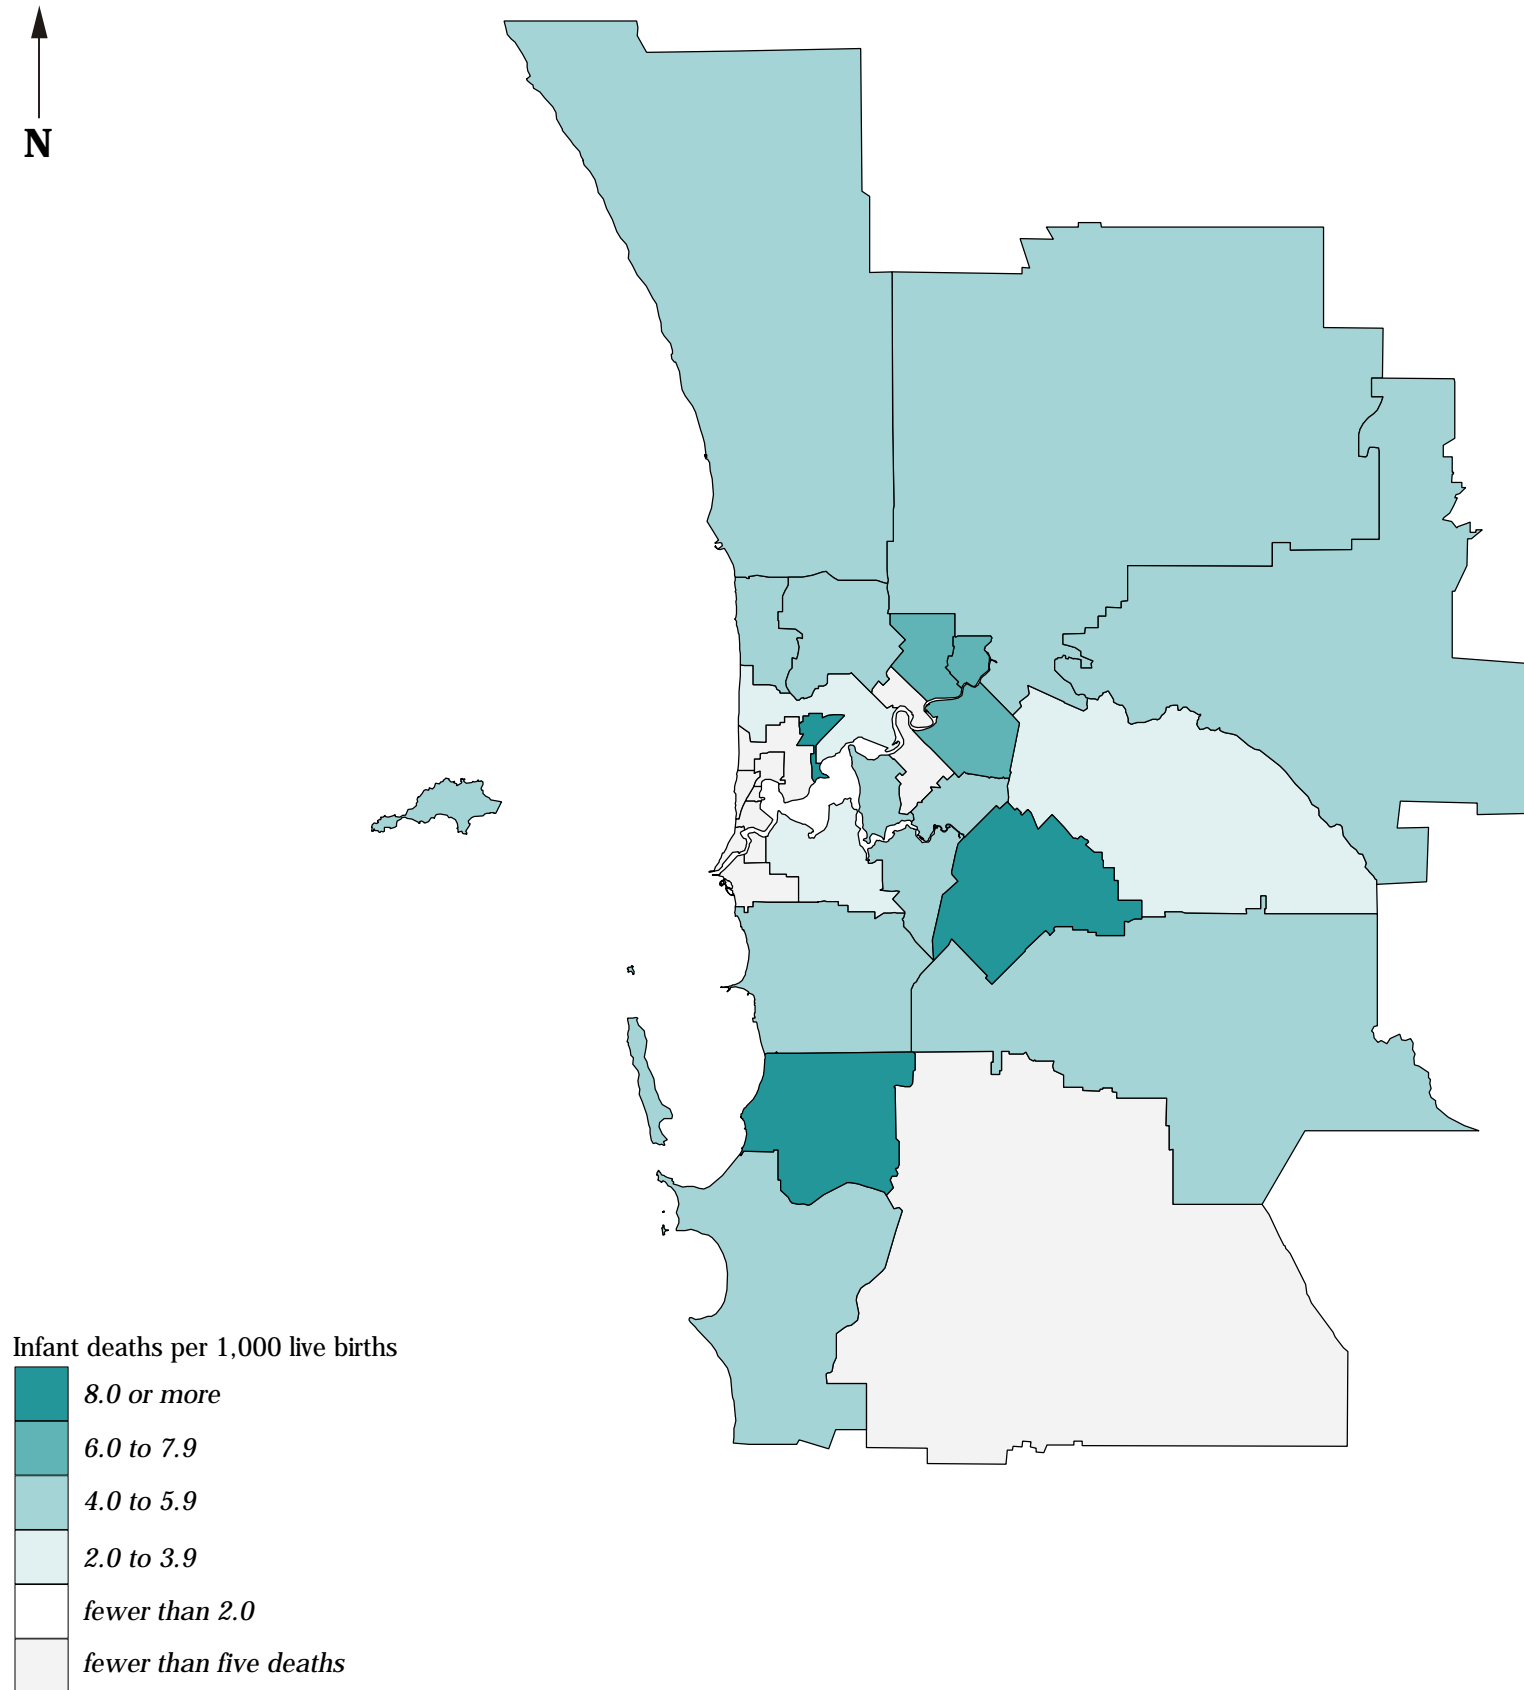 N
Infant deaths per 1,000 live births
8.0 or more
6.0 to 7.9
4.0 to 5.9
2.0 to 3.9
fewer than 2.0
fewer than five deaths